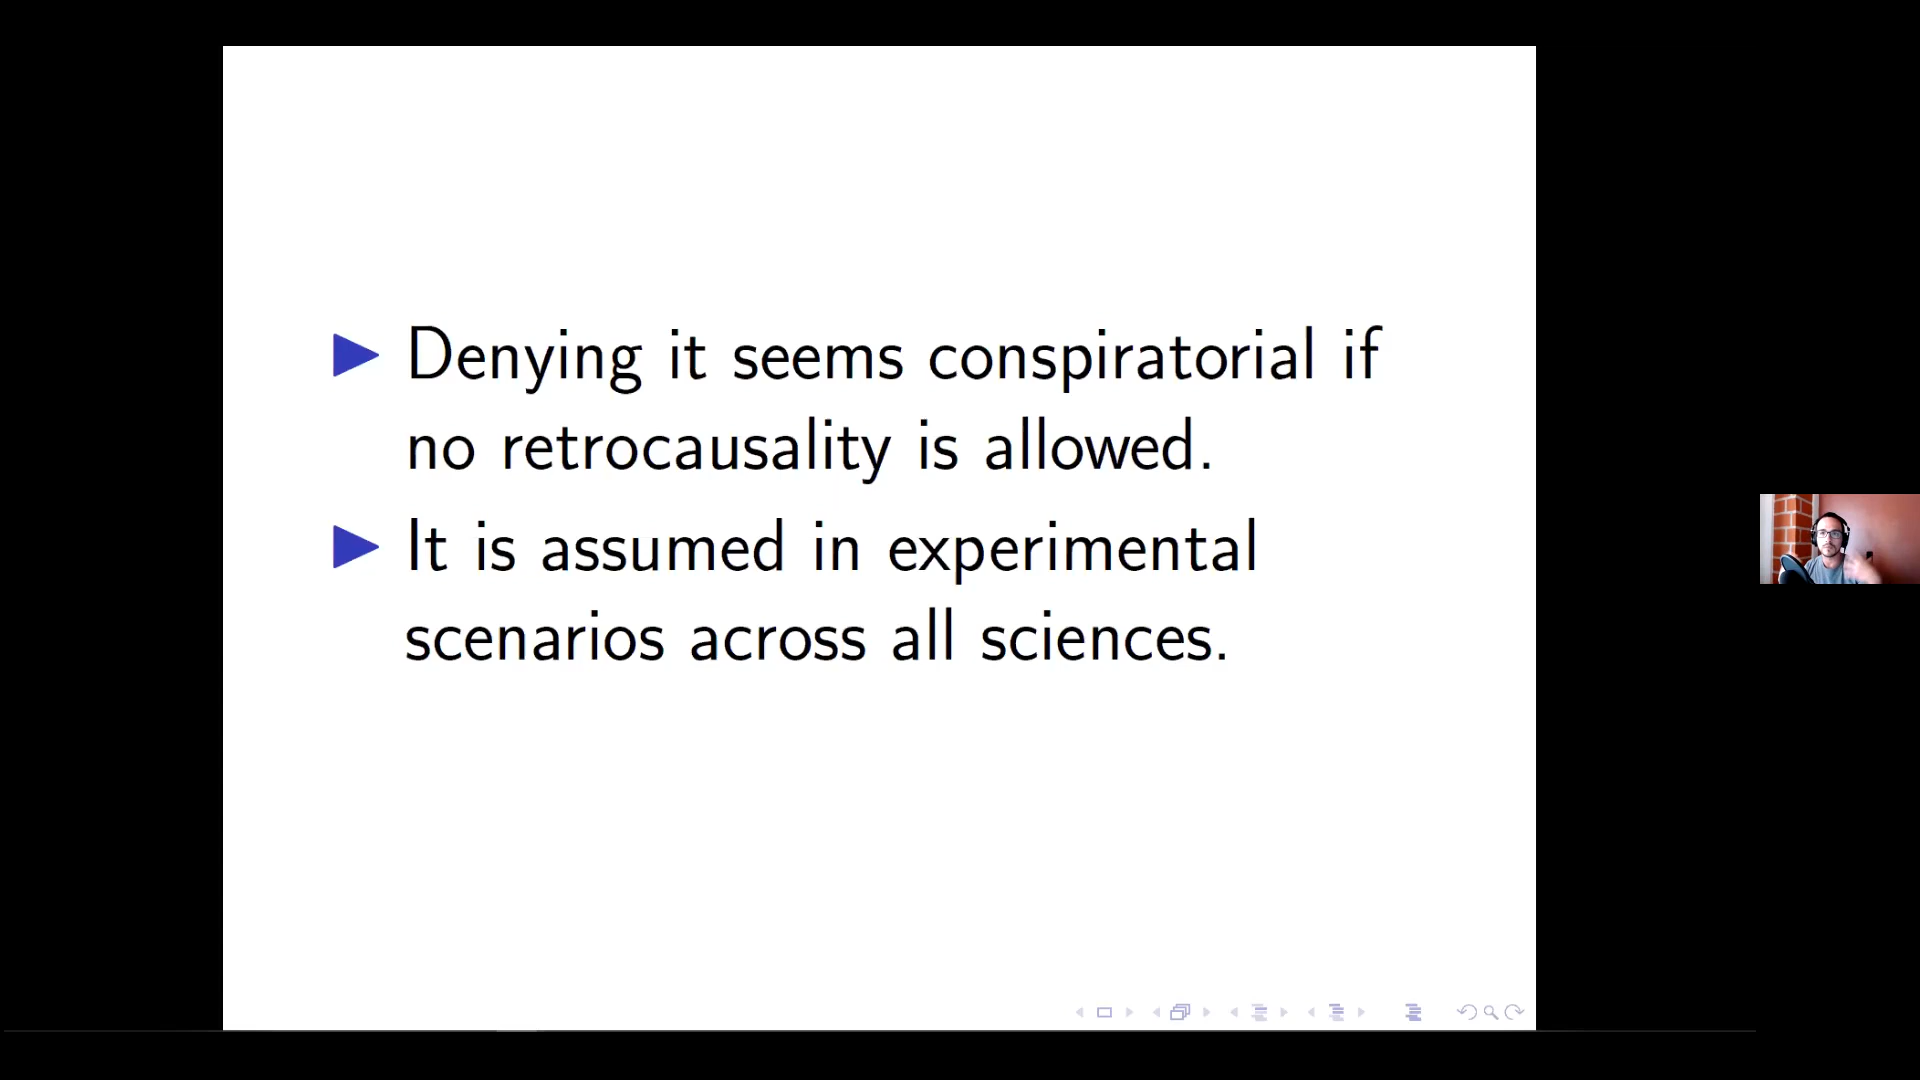 Denying it seems conspiratorial if
no retrocausality is allowed.
It is assumed in experimental
scenarios across all sciences.